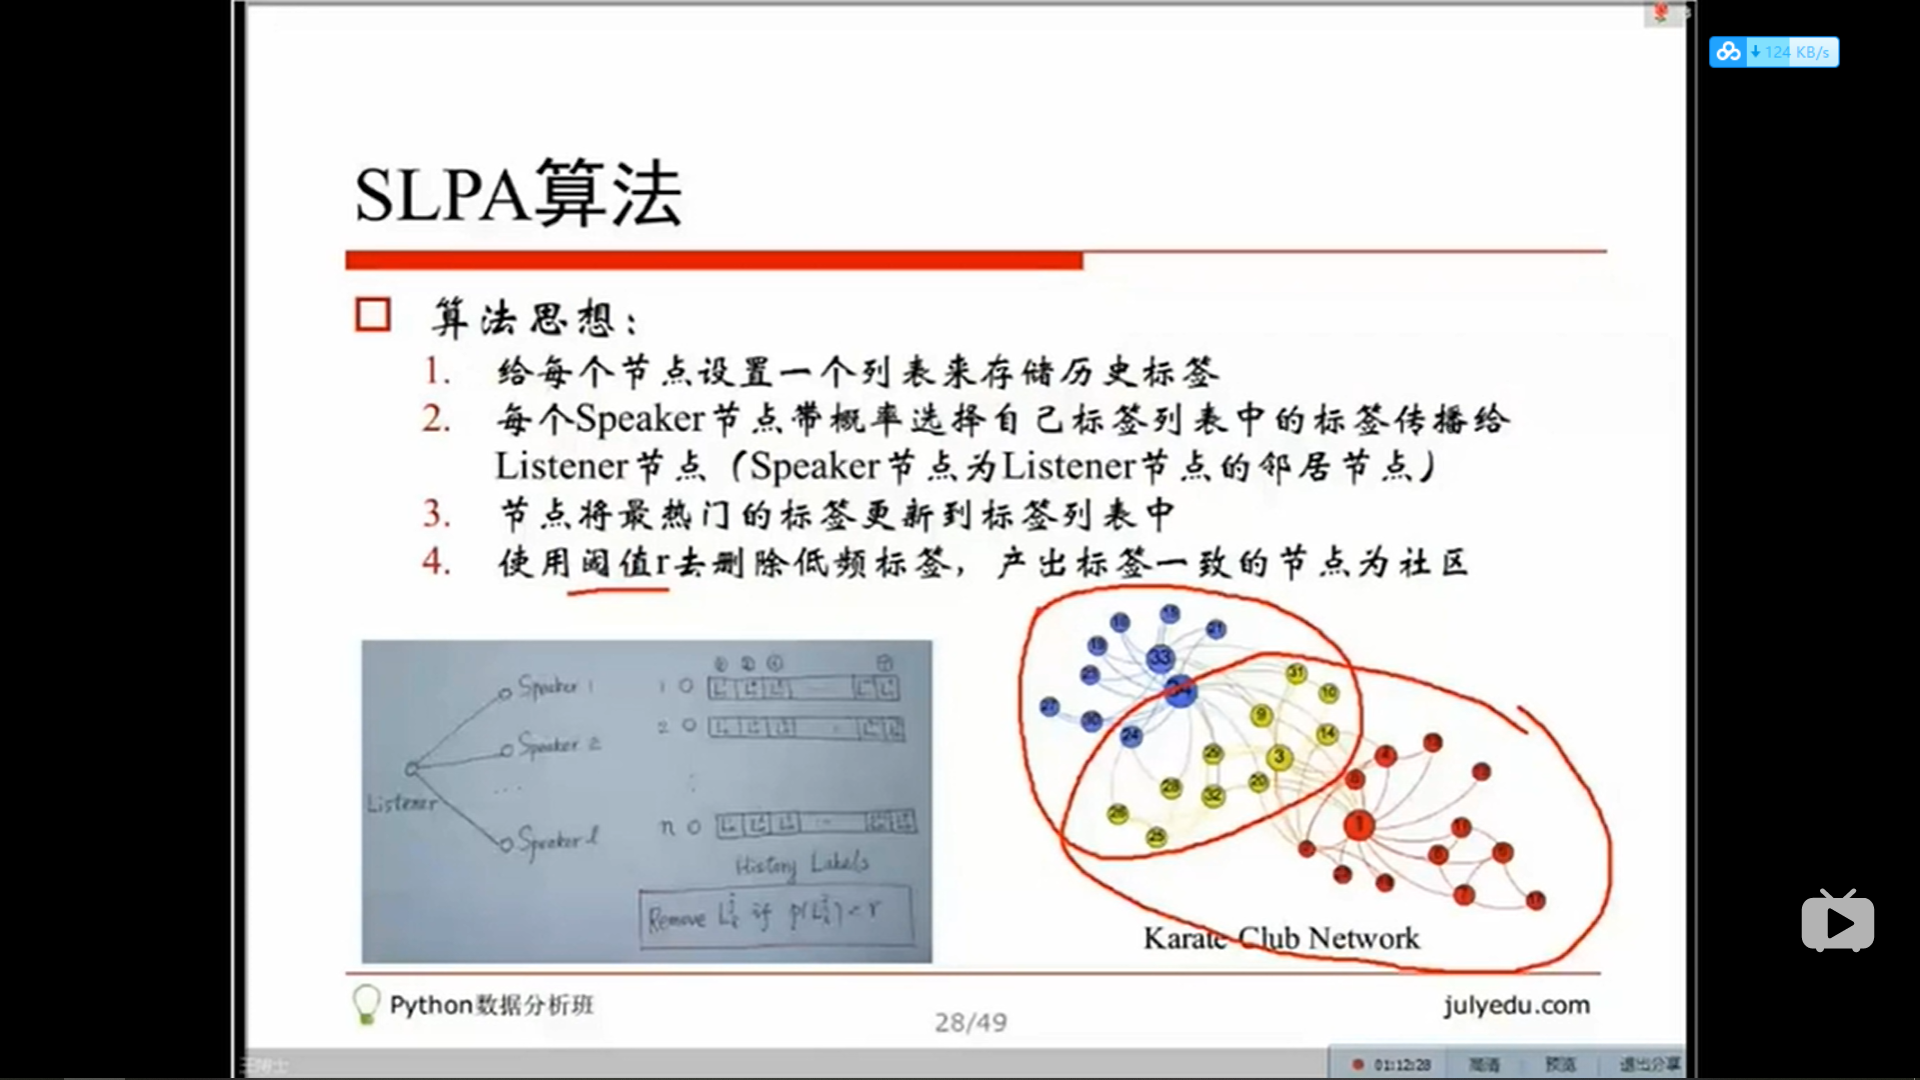 124 KB/s
SLPA算法
算法思想：
1. 给每个节点设置一个列表来存储历史标签
2. 每个Speaker节点带概率选择自己标签列表中的标签传播给
Listener节点（Speaker节点为Listener节点的邻居节点）
3. 节点将最热门的标签更新到标签列表中
4. 使用阈值r去删除低频标签，产出标签一致的节点为社区
Speaker 1
Speaker 2
...
Listener
Speaker l
1
2
n
History Labels
Remove if < r
33
34
21
24
31
10
9
14
29
3
20
32
28
26
25
4
1
Karate Club Network
Python数据分析班
julyedu.com
28/49
01:12:28 高清 预览 退出分享